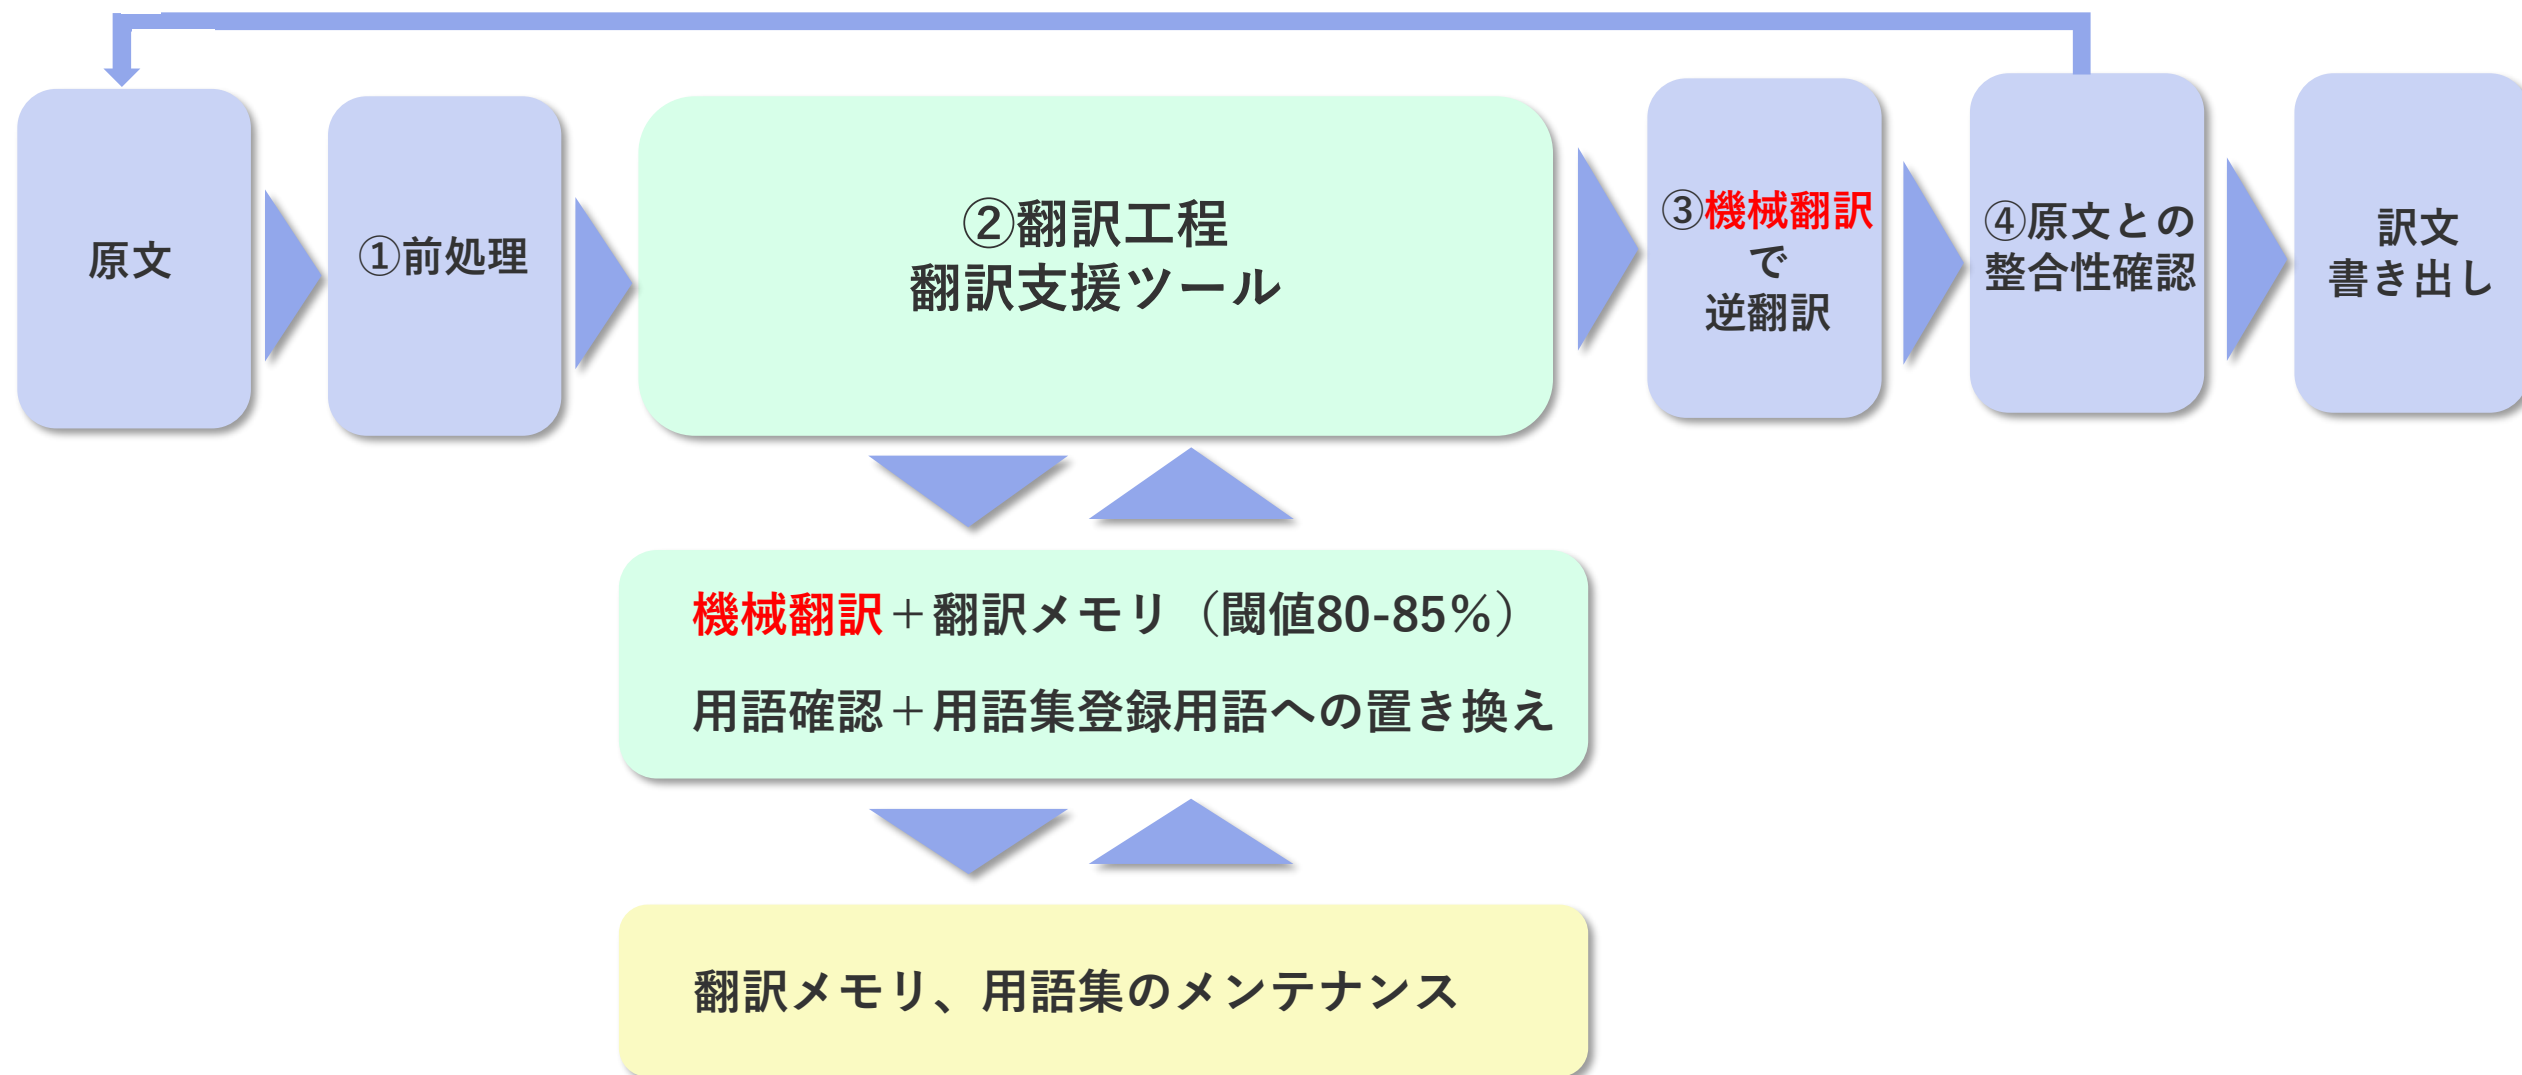 原文
①前処理
②翻訳工程
翻訳支援ツール
③機械翻訳
で
逆翻訳
④原文との
整合性確認
訳文
書き出し
機械翻訳＋翻訳メモリ（閾値80-85％）
用語確認＋用語集登録用語への置き換え
翻訳メモリ、用語集のメンテナンス